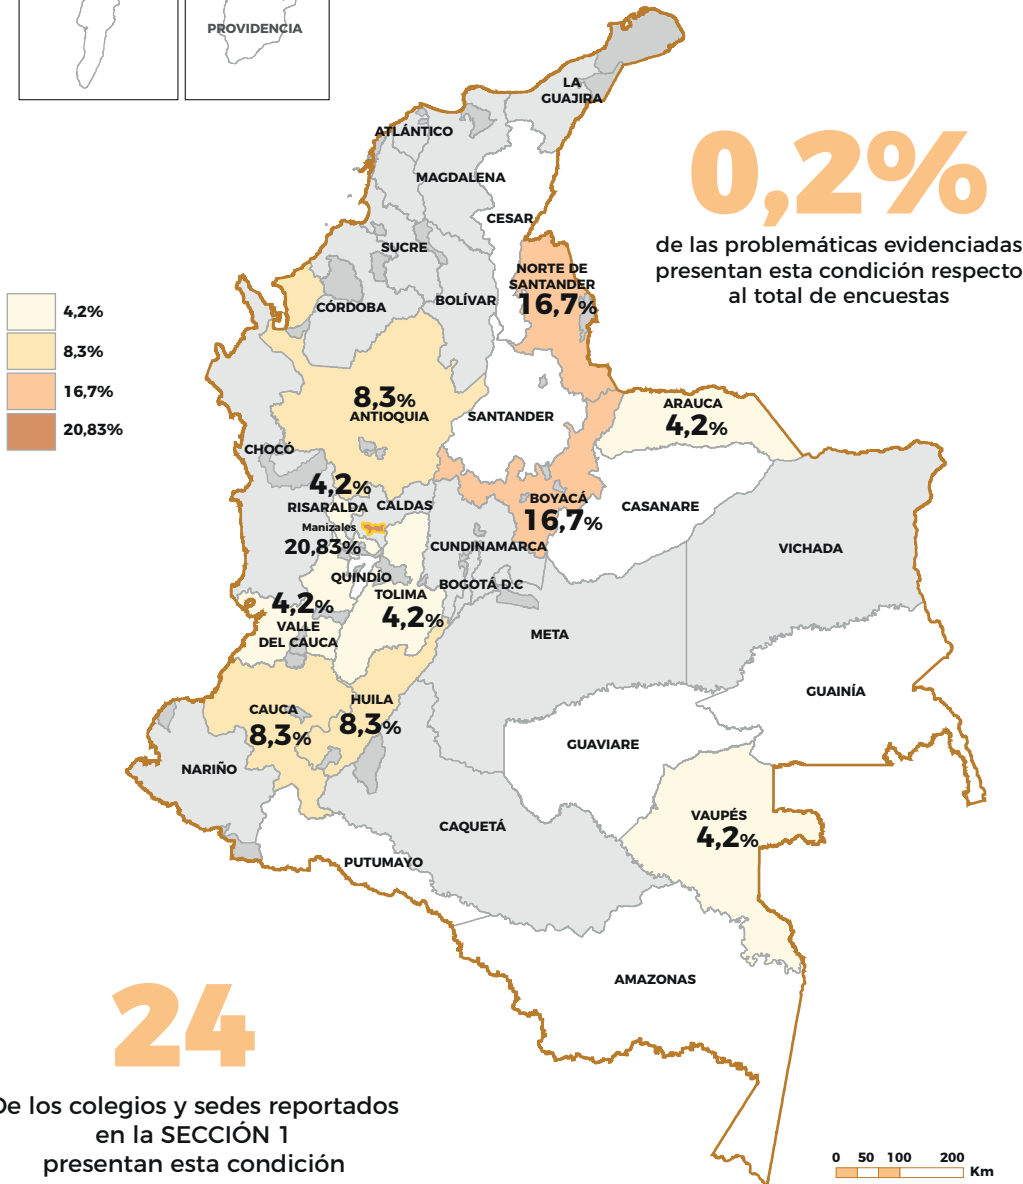 PROVIDENCIA
LA
GUAJIRA
ATLÁNTICO
MAGDALENA
CESAR
0,2%
de las problemáticas evidenciadas
presentan esta condición respecto
al total de encuestas
SUCRE
NORTE DE
SANTANDER
16,7%
CÓRDOBA
BOLÍVAR
4,2%
8,3%
16,7%
20,83%
8,3%
ANTIOQUIA
SANTANDER
ARAUCA
4,2%
CHOCÓ
4,2%
RISARALDA
CALDAS
Manizales
20,83%
BOYACÁ
16,7%
CASANARE
CUNDINAMARCA
VICHADA
QUINDÍO
BOGOTÁ D.C
TOLIMA
4,2%
4,2%
VALLE
DEL CAUCA
META
GUAINÍA
CAUCA
8,3%
HUILA
8,3%
GUAVIARE
NARIÑO
VAUPÉS
4,2%
CAQUETÁ
PUTUMAYO
AMAZONAS
24
De los colegios y sedes reportados
en la SECCIÓN 1
presentan esta condición
0 50 100 200
Km